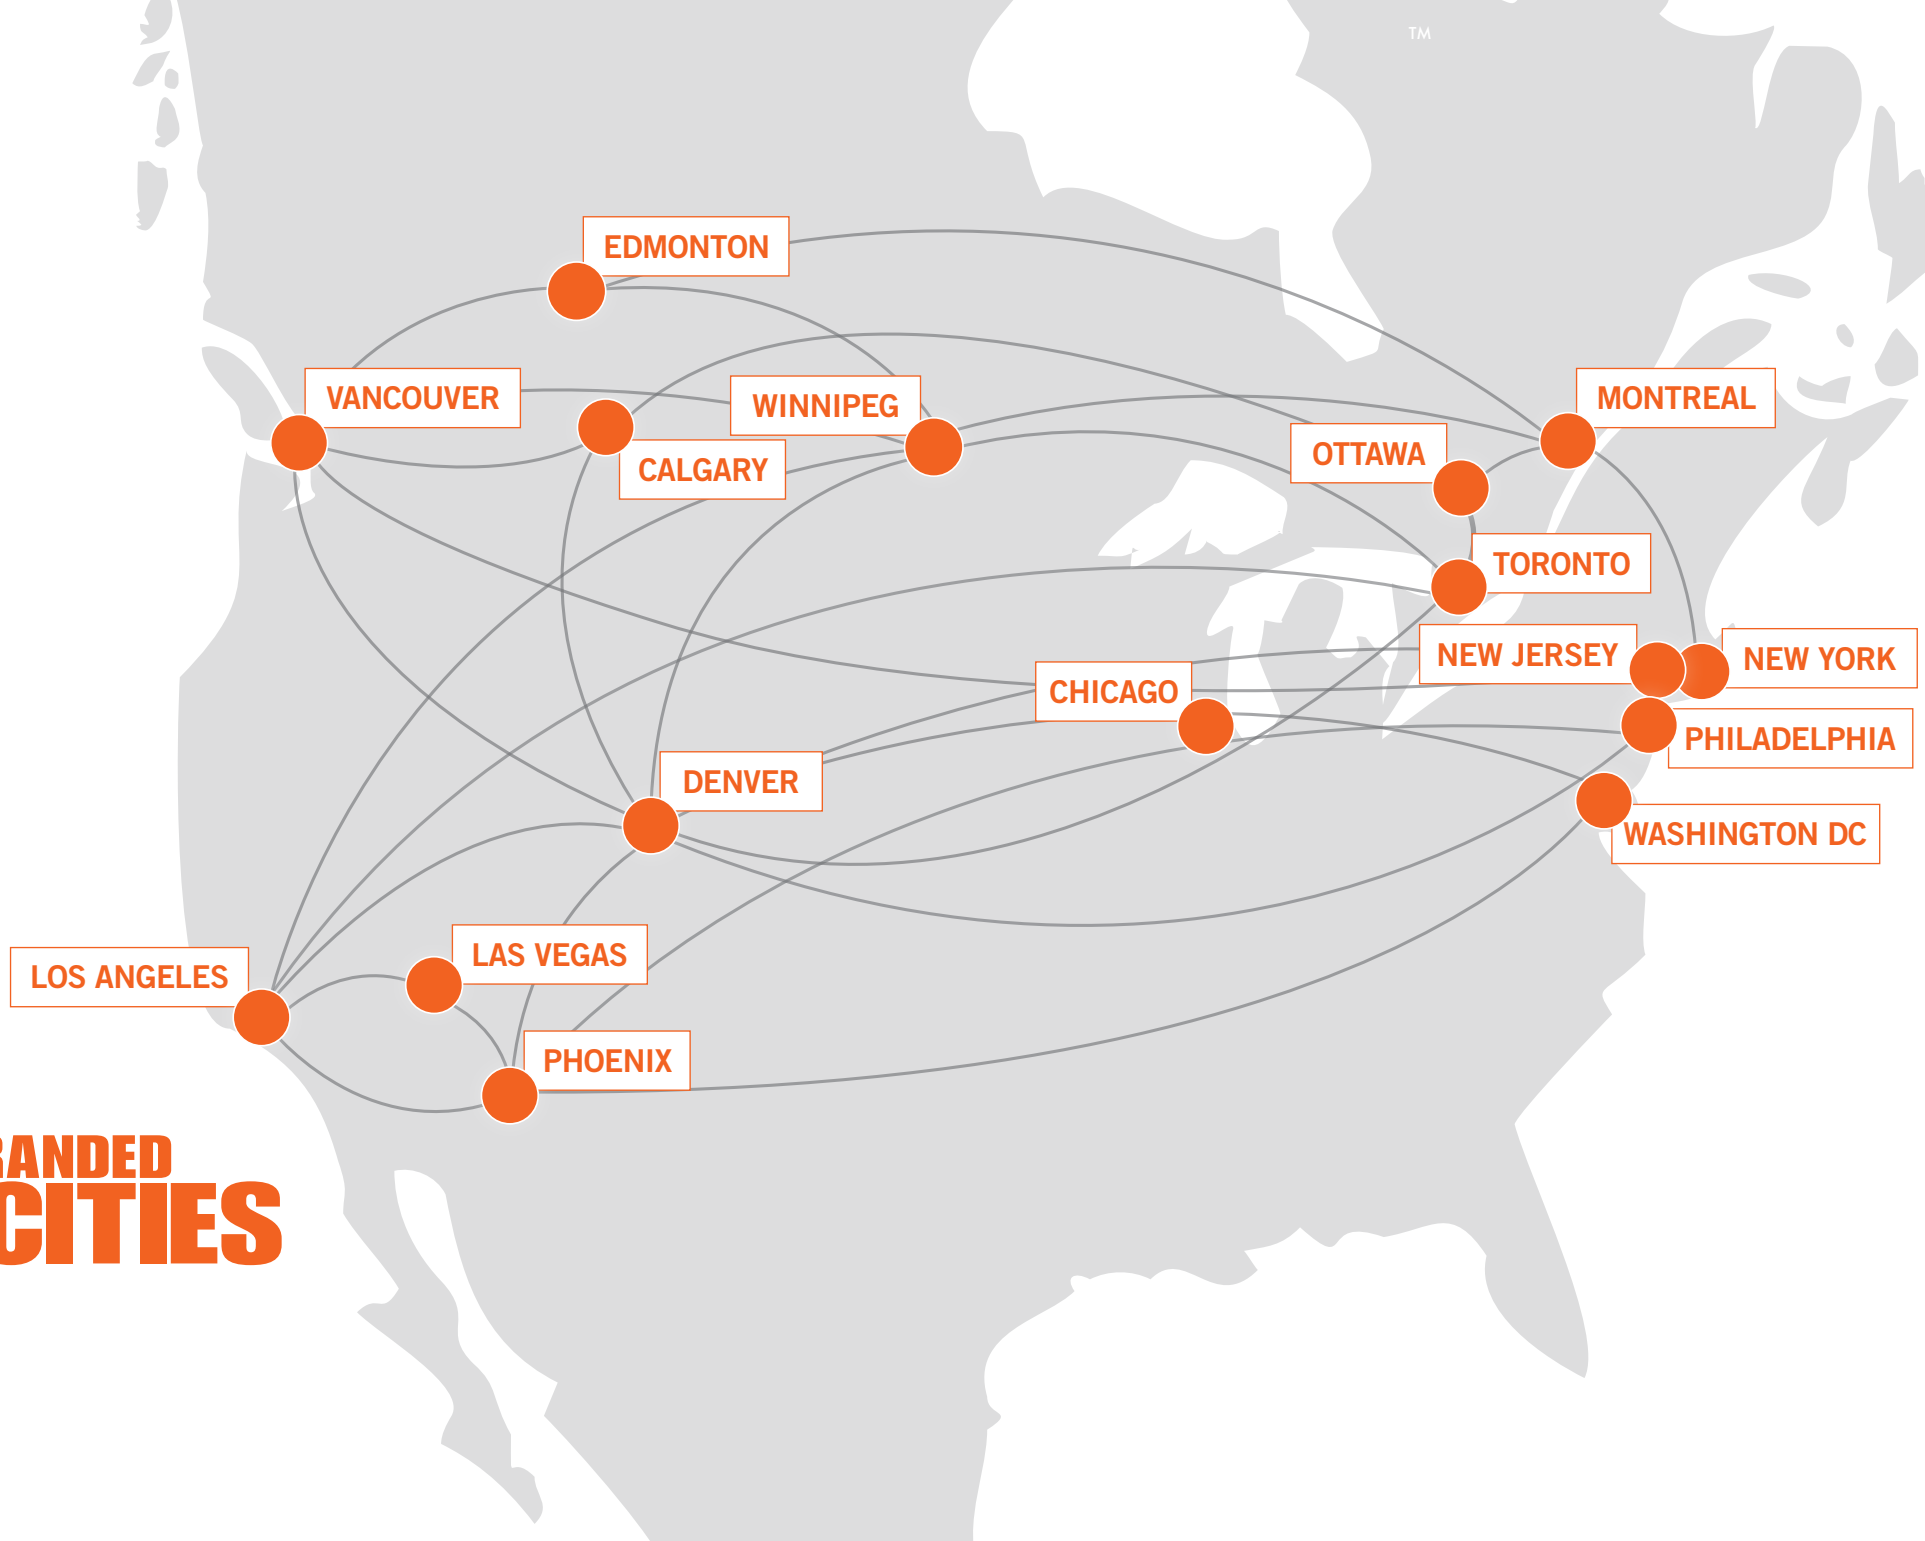 TM
EDMONTON
VANCOUVER
WINNIPEG
MONTREAL
OTTAWA
CALGARY
TORONTO
NEW JERSEY
NEW YORK
CHICAGO
PHILADELPHIA
DENVER
WASHINGTON DC
LAS VEGAS
LOS ANGELES
PHOENIX
RANDED
CITIES